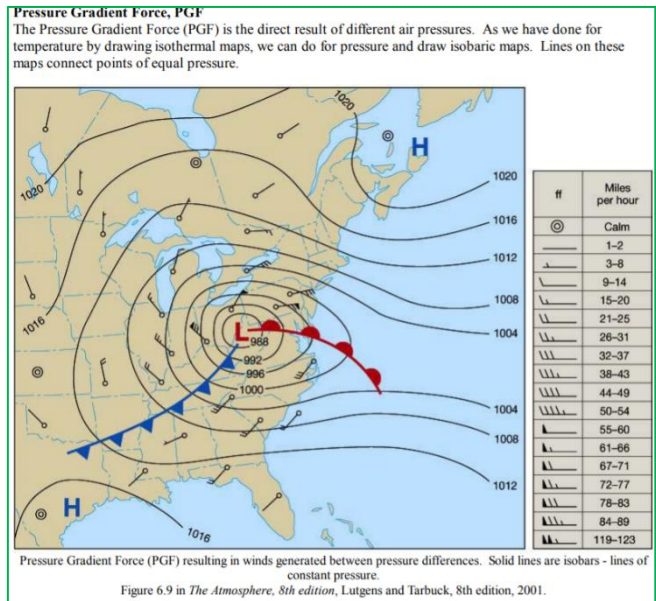 Pressure Gradient Force, PGF
The Pressure Gradient Force (PGF) is the direct result of different air pressures. As we have done for
temperature by drawing isothermal maps, we can do for pressure and draw isobaric maps. Lines on these
maps connect points of equal pressure.
1020
H
1020
1020
1016
1012
1008
1016
1004
L
988
992
996
1000
1004
1008
1012
H
1016
ff Miles per hour
Calm
1–2
3–8
9–14
15–20
21–25
26–31
32–37
38–43
44–49
50–54
55–60
61–66
67–71
72–77
78–83
84–89
119–123
Pressure Gradient Force (PGF) resulting in winds generated between pressure differences. Solid lines are isobars - lines of
constant pressure.
Figure 6.9 in The Atmosphere, 8th edition, Lutgens and Tarbuck, 8th edition, 2001.